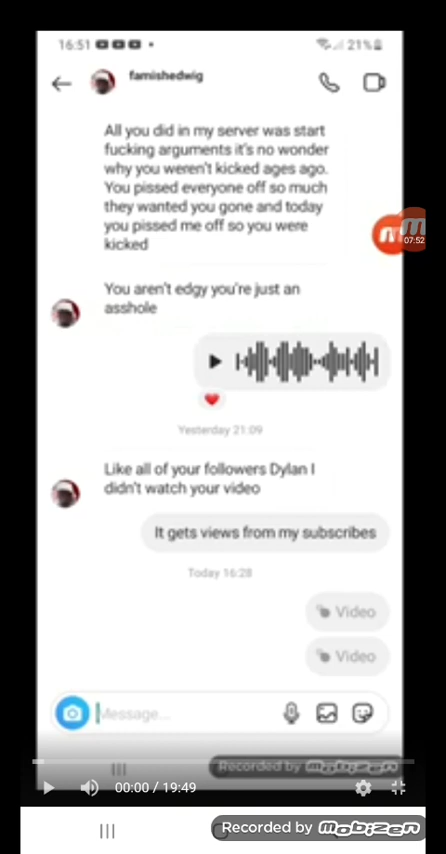 16:51
21%
famishedwig
All you did in my server was start
fucking arguments it's no wonder
why you weren't kicked ages ago.
You pissed everyone off so much
they wanted you gone and today
you pissed me off so you were
kicked
07:52
You aren't edgy you're just an
asshole
Yesterday 21:09
Like all of your followers Dylan I
didn't watch your video
It gets views from my subscribes
Today 16:28
Video
Video
Message...
Recorded by mobizen
00:00 / 19:49
Recorded by mobizen